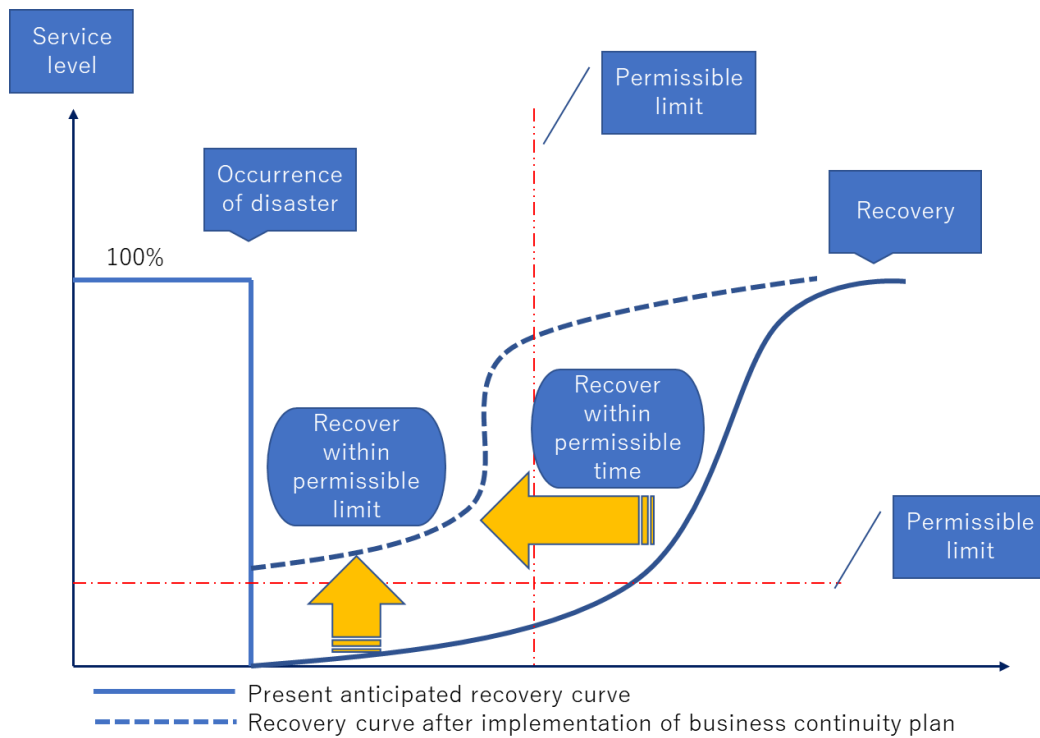 Service
level
Permissible
limit
Occurrence
of disaster
Recovery
100%
Recover
within
permissible
time
Recover
within
permissible
limit
Permissible
limit
Present anticipated recovery curve
Recovery curve after implementation of business continuity plan